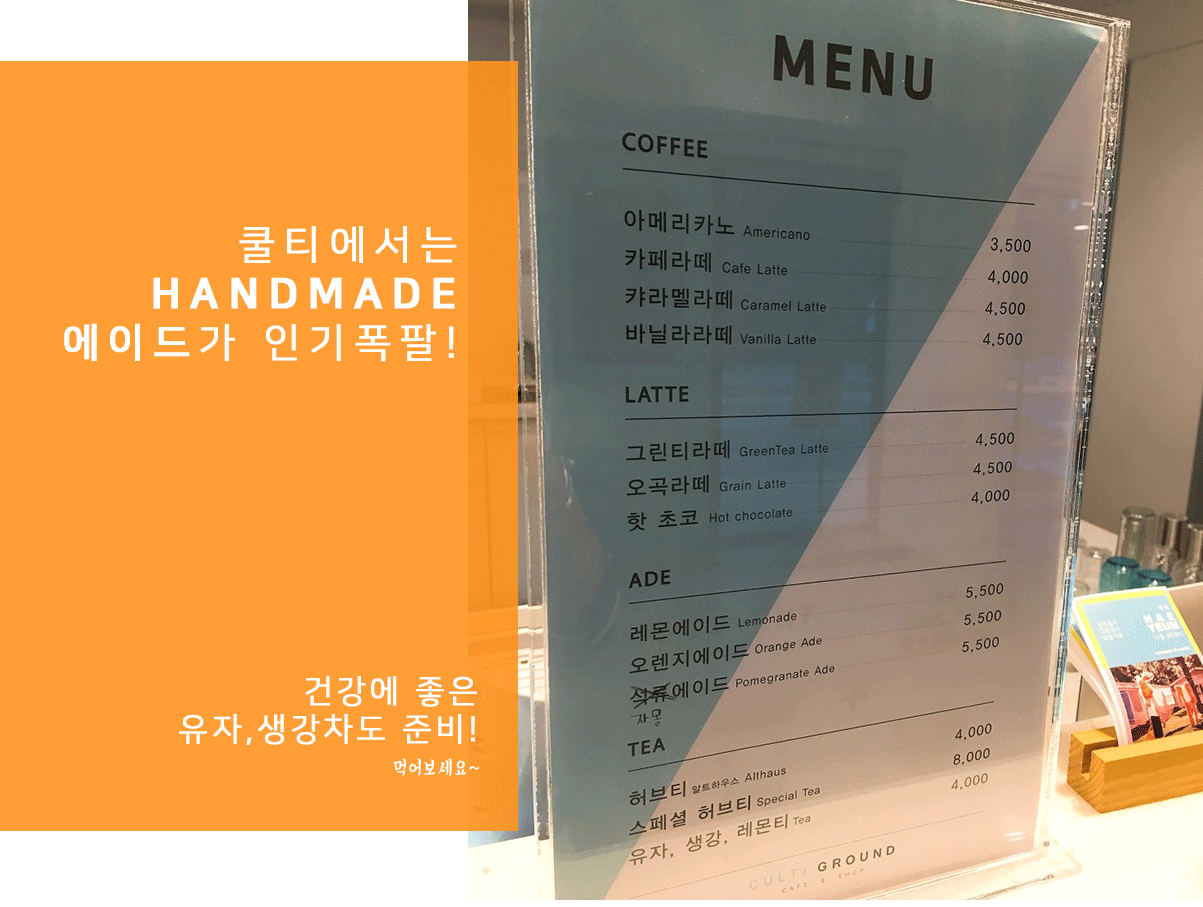 쿨티에서는
HANDMADE
에이드가 인기폭팔!
건강에 좋은
유자,생강차도 준비!
먹어보세요~
MENU
COFFEE
아메리카노 Americano 3,500
카페라떼 Cafe Latte 4,000
캬라멜라떼 Caramel Latte 4,500
바닐라라떼 Vanilla Latte 4,500
LATTE
그린티라떼 GreenTea Latte 4,500
오곡라떼 Grain Latte 4,500
핫 초코 Hot chocolate 4,000
ADE
레몬에이드 Lemonade 5,500
오렌지에이드 Orange Ade 5,500
석류에이드 Pomegranate Ade 5,500
자몽
TEA
허브티 알트하우스 Althaus 4,000
스페셜 허브티 Special Tea 8,000
유자, 생강, 레몬티 Tea 4,000
CULTI GROUND
CAFE & SHOP